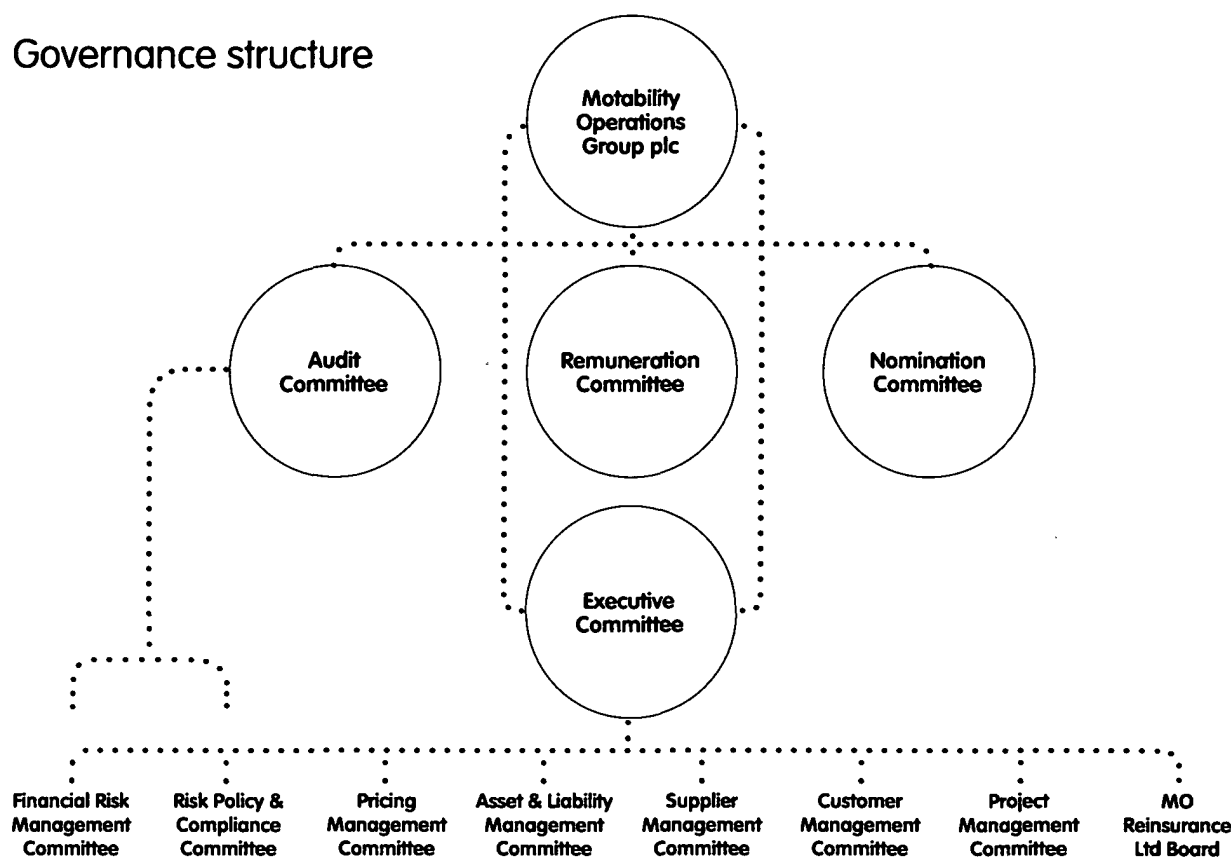 Governance structure
Motability
Operations
Group plc
Audit
Committee
Remuneration
Committee
Nomination
Committee
Executive
Committee
Financial Risk
Management
Committee
Risk Policy &
Compliance
Committee
Pricing
Management
Committee
Asset & Liability
Management
Committee
Supplier
Management
Committee
Customer
Management
Committee
Project
Management
Committee
MO
Reinsurance
Ltd Board